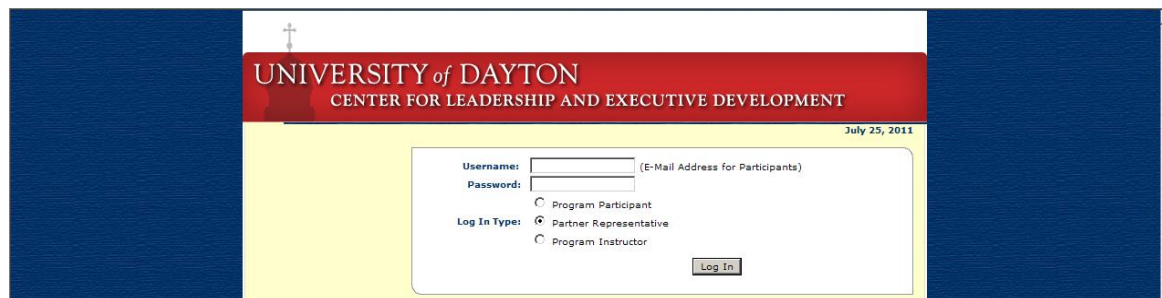 UNIVERSITY of DAYTON
CENTER FOR LEADERSHIP AND EXECUTIVE DEVELOPMENT
July 25, 2011
Username: (E-Mail Address for Participants)
Password:
Program Participant
Log In Type: Partner Representative
Program Instructor
Log In